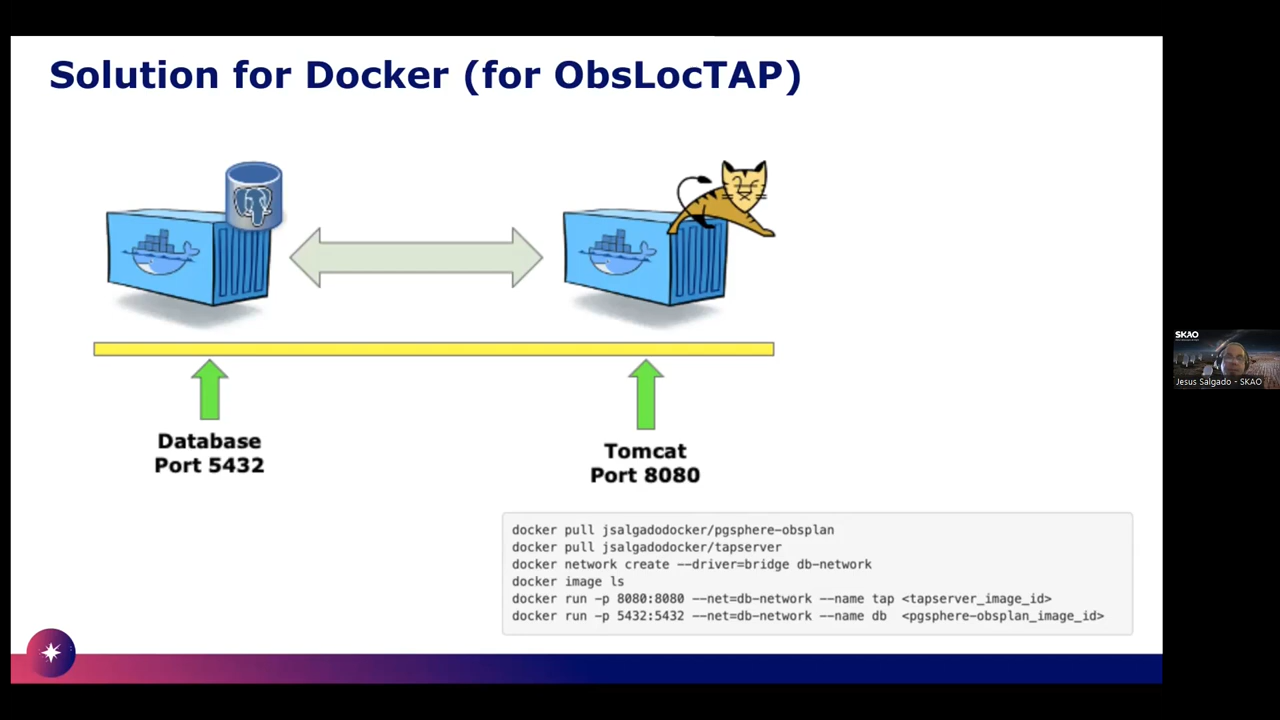 Solution for Docker (for ObsLocTAP)
Database
Port 5432
Tomcat
Port 8080
docker pull jsalgadodocker/pgsphere-obsplan
docker pull jsalgadodocker/tapserver
docker network create --driver=bridge db-network
docker image ls
docker run -p 8080:8080 --net=db-network --name tap <tapserver_image_id>
docker run -p 5432:5432 --net=db-network --name db  <pgsphere-obsplan_image_id>
SKAO
Jesus Salgado - SKAO